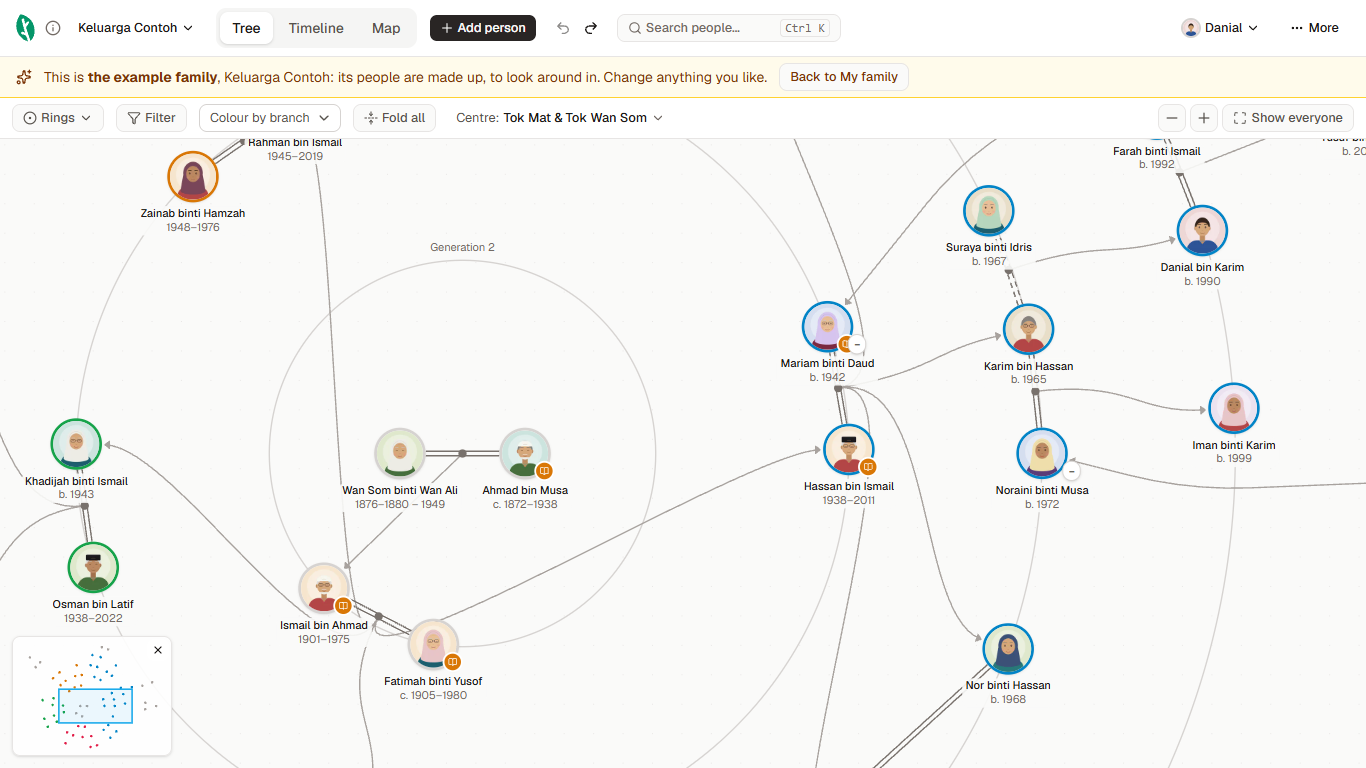 Keluarga Contoh
Tree
Timeline
Map
Add person
Search people...
Ctrl K
Danial
More
This is the example family, Keluarga Contoh: its people are made up, to look around in. Change anything you like.
Back to My family
Rings
Filter
Colour by branch
Fold all
Centre: Tok Mat & Tok Wan Som
Show everyone
Rahman bin Ismail
1945–2019
Farah binti Ismail
b. 1992
b. 20
Zainab binti Hamzah
1948–1976
Generation 2
Suraya binti Idris
b. 1967
Danial bin Karim
b. 1990
Mariam binti Daud
b. 1942
Karim bin Hassan
b. 1965
Iman binti Karim
b. 1999
Khadijah binti Ismail
b. 1943
Wan Som binti Wan Ali
1876–1880 – 1949
Ahmad bin Musa
c. 1872–1938
Hassan bin Ismail
1938–2011
Noraini binti Musa
b. 1972
Osman bin Latif
1938–2022
Ismail bin Ahmad
1901–1975
Fatimah binti Yusof
c. 1905–1980
Nor binti Hassan
b. 1968